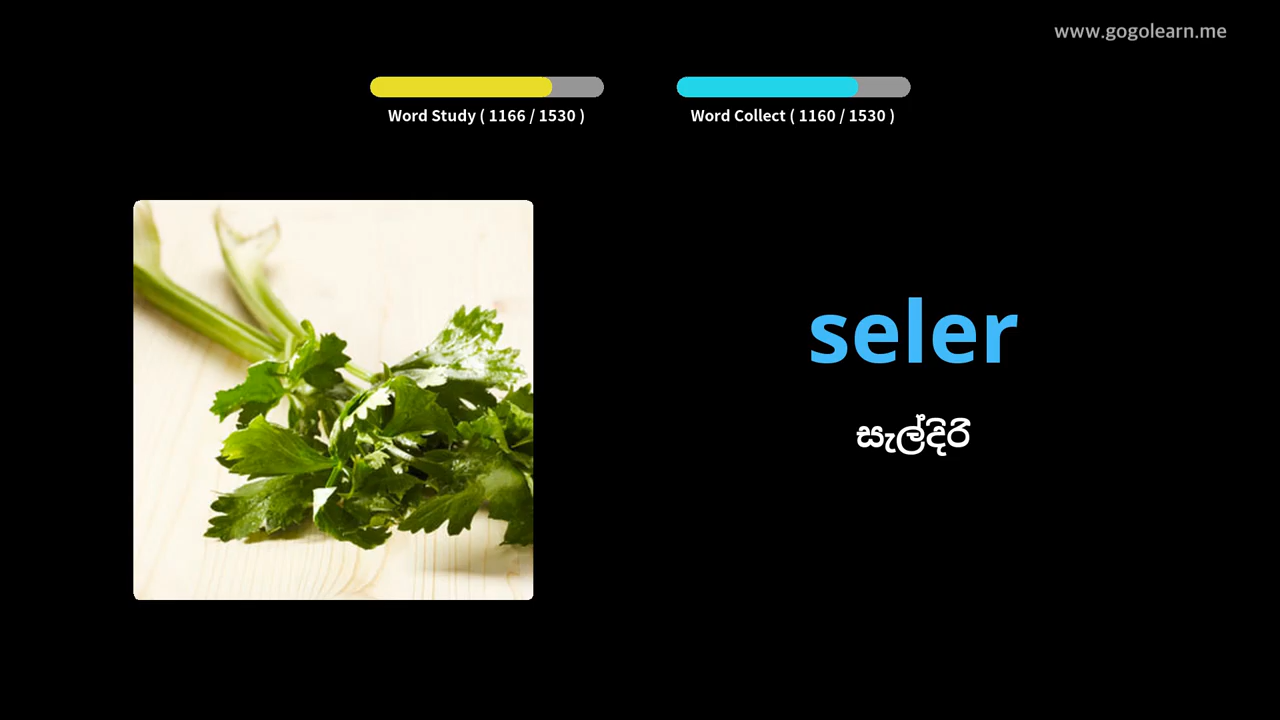 www.gogolearn.me
Word Study ( 1166 / 1530 )
Word Collect ( 1160 / 1530 )
seler
සැල්දිරි